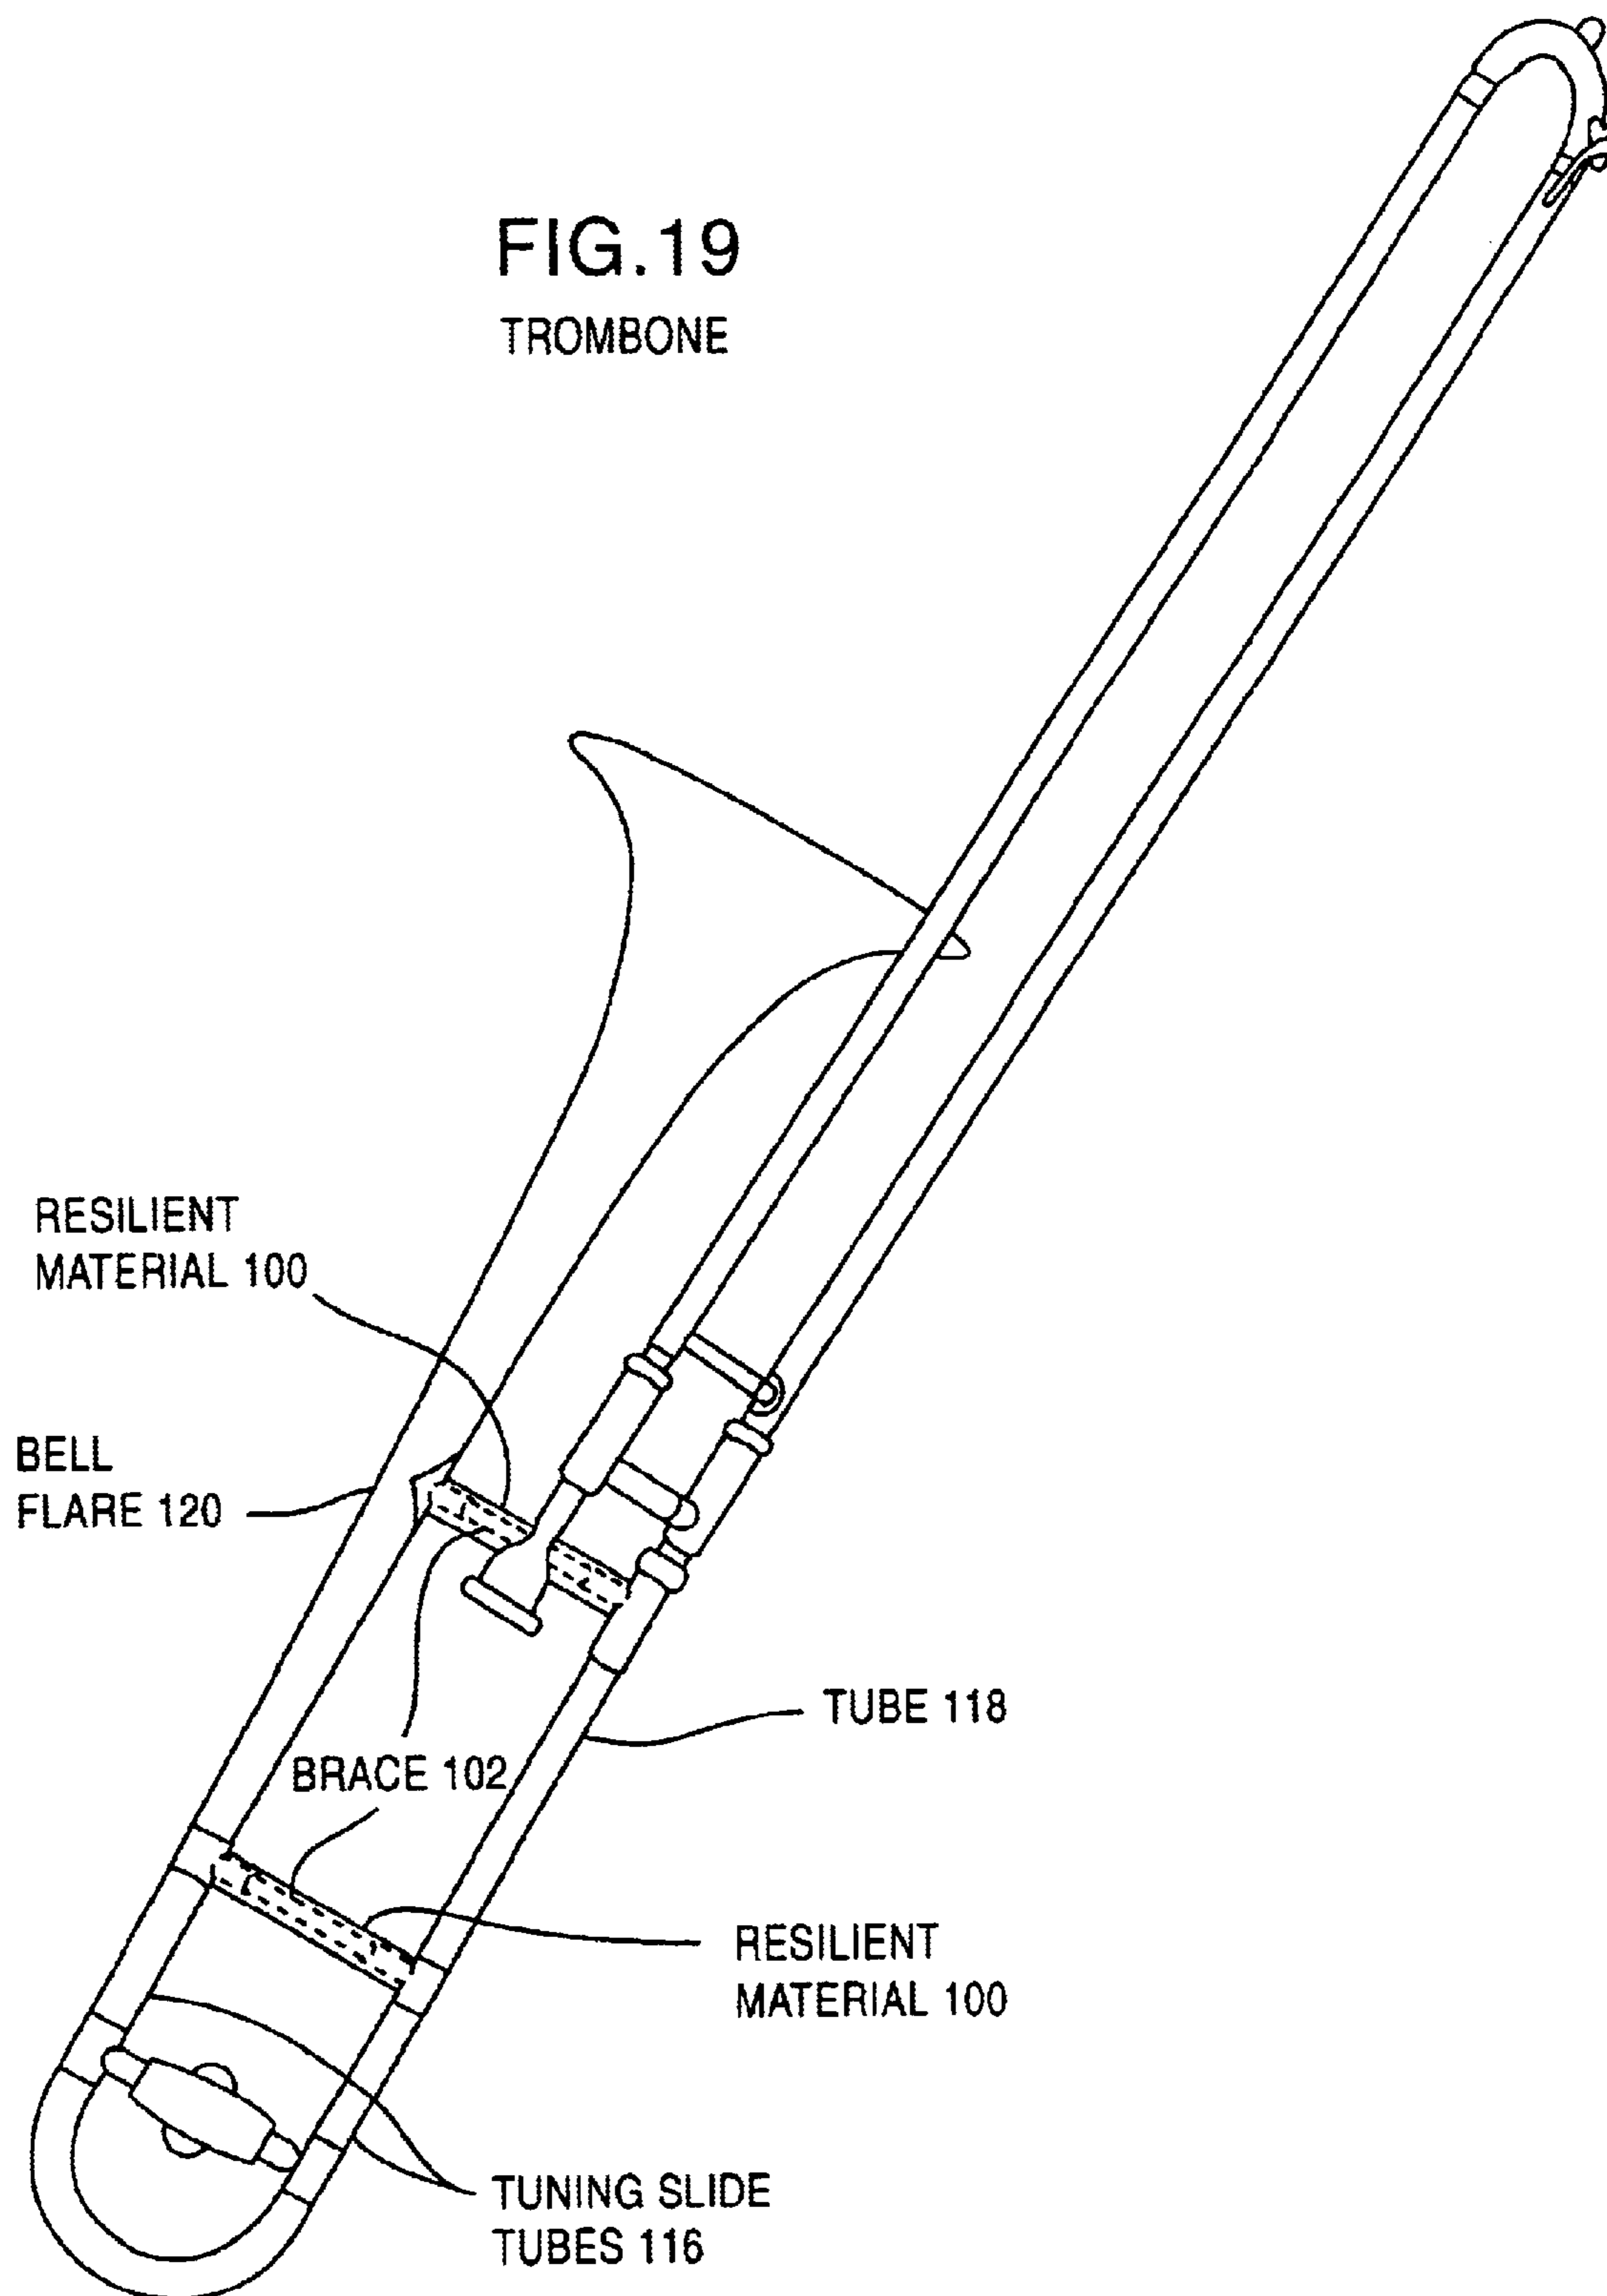 FIG.19
TROMBONE
RESILIENT
MATERIAL 100
BELL
FLARE 120
TUBE 118
BRACE 102
RESILIENT
MATERIAL 100
TUNING SLIDE
TUBES 116